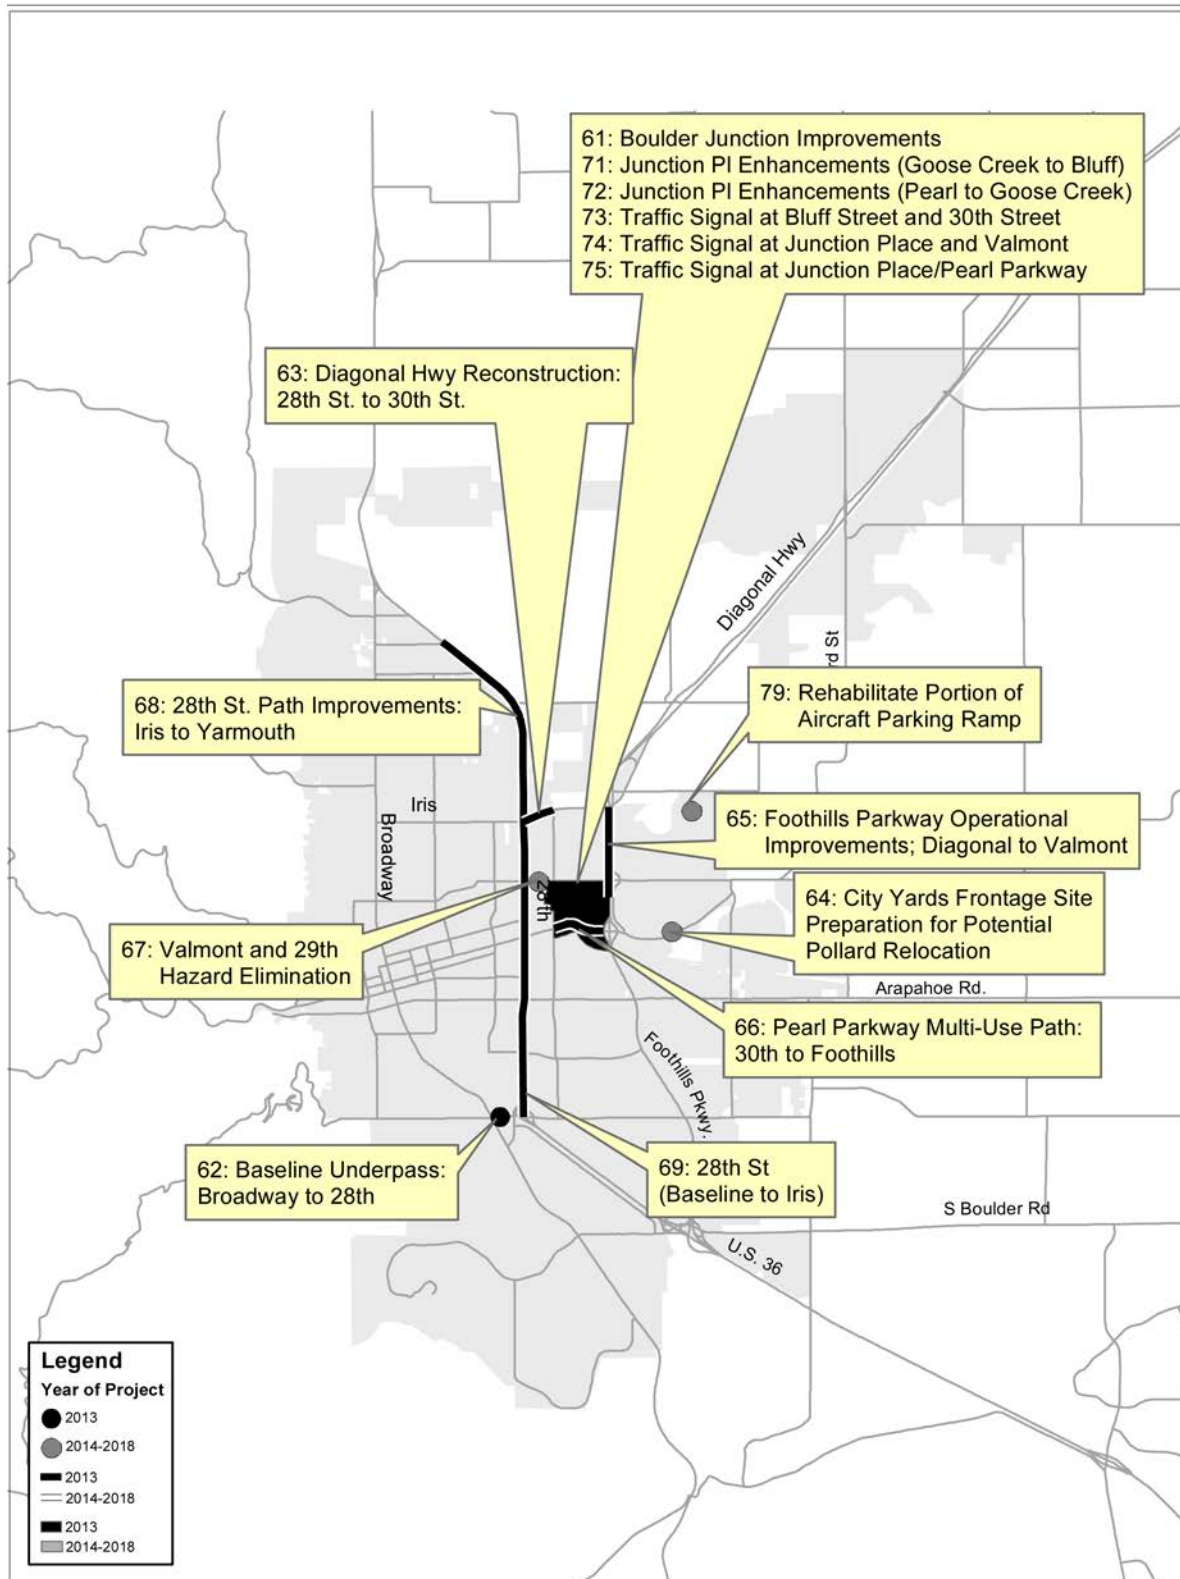 61: Boulder Junction Improvements
71: Junction Pl Enhancements (Goose Creek to Bluff)
72: Junction Pl Enhancements (Pearl to Goose Creek)
73: Traffic Signal at Bluff Street and 30th Street
74: Traffic Signal at Junction Place and Valmont
75: Traffic Signal at Junction Place/Pearl Parkway
63: Diagonal Hwy Reconstruction:
28th St. to 30th St.
Diagonal Hwy
rd St
68: 28th St. Path Improvements:
Iris to Yarmouth
79: Rehabilitate Portion of
Aircraft Parking Ramp
Iris
Broadway
65: Foothills Parkway Operational
Improvements; Diagonal to Valmont
28th
64: City Yards Frontage Site
Preparation for Potential
Pollard Relocation
67: Valmont and 29th
Hazard Elimination
Arapahoe Rd.
66: Pearl Parkway Multi-Use Path:
30th to Foothills
Foothills Pkwy.
62: Baseline Underpass:
Broadway to 28th
69: 28th St
(Baseline to Iris)
S Boulder Rd
U.S. 36
Legend
Year of Project
2013
2014-2018
2013
2014-2018
2013
2014-2018